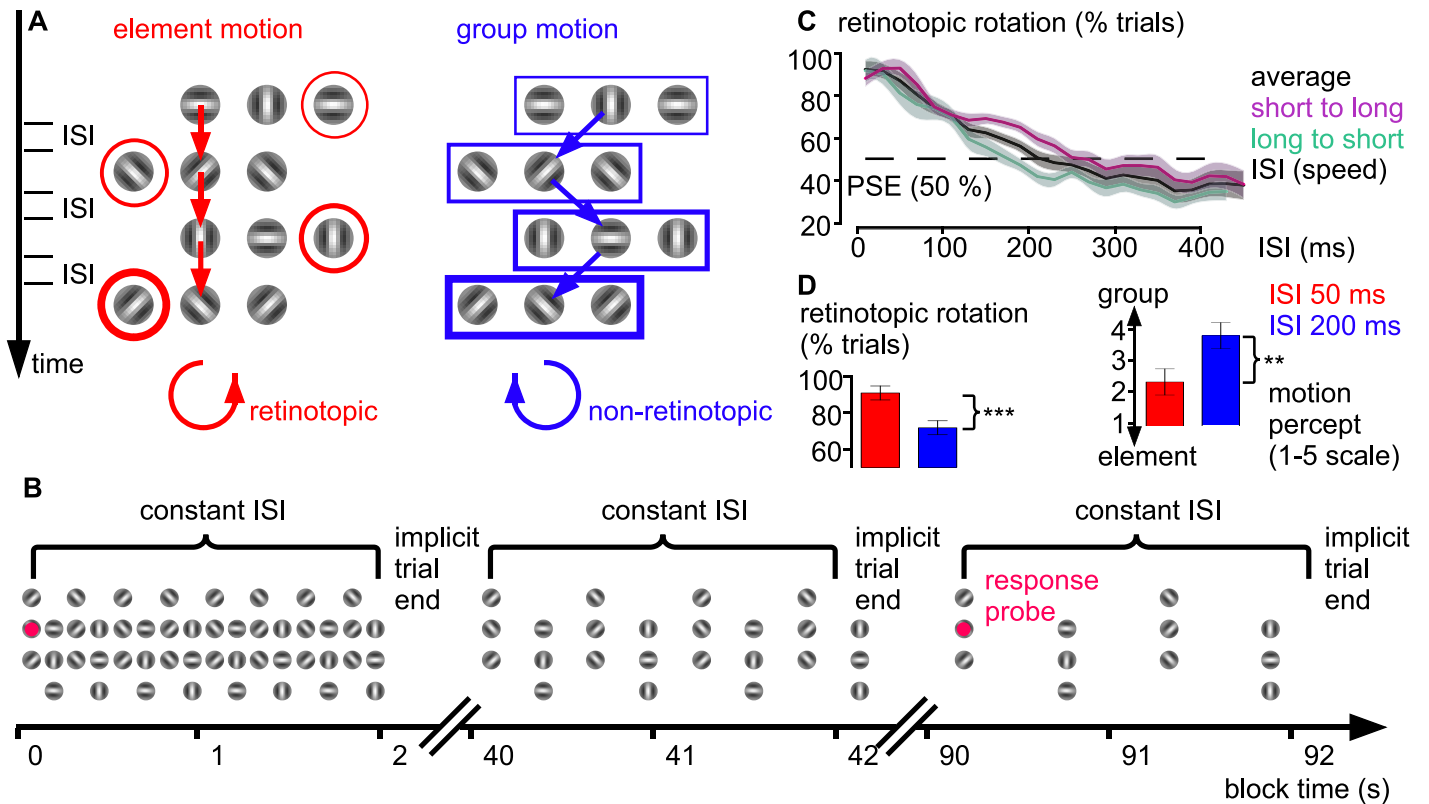 A
element motion
group motion
ISI
ISI
ISI
time
retinotopic
non-retinotopic
C
retinotopic rotation (% trials)
100
80
60
40
20
PSE (50 %)
0
100
200
300
400
ISI (ms)
average
short to long
long to short
ISI (speed)
D
retinotopic rotation
(% trials)
100
80
60
***
group
4
3
2
1
element
**
ISI 50 ms
ISI 200 ms
motion
percept
(1-5 scale)
B
constant ISI
implicit
trial
end
constant ISI
implicit
trial
end
constant ISI
implicit
trial
end
response
probe
0
1
2
40
41
42
90
91
92
block time (s)